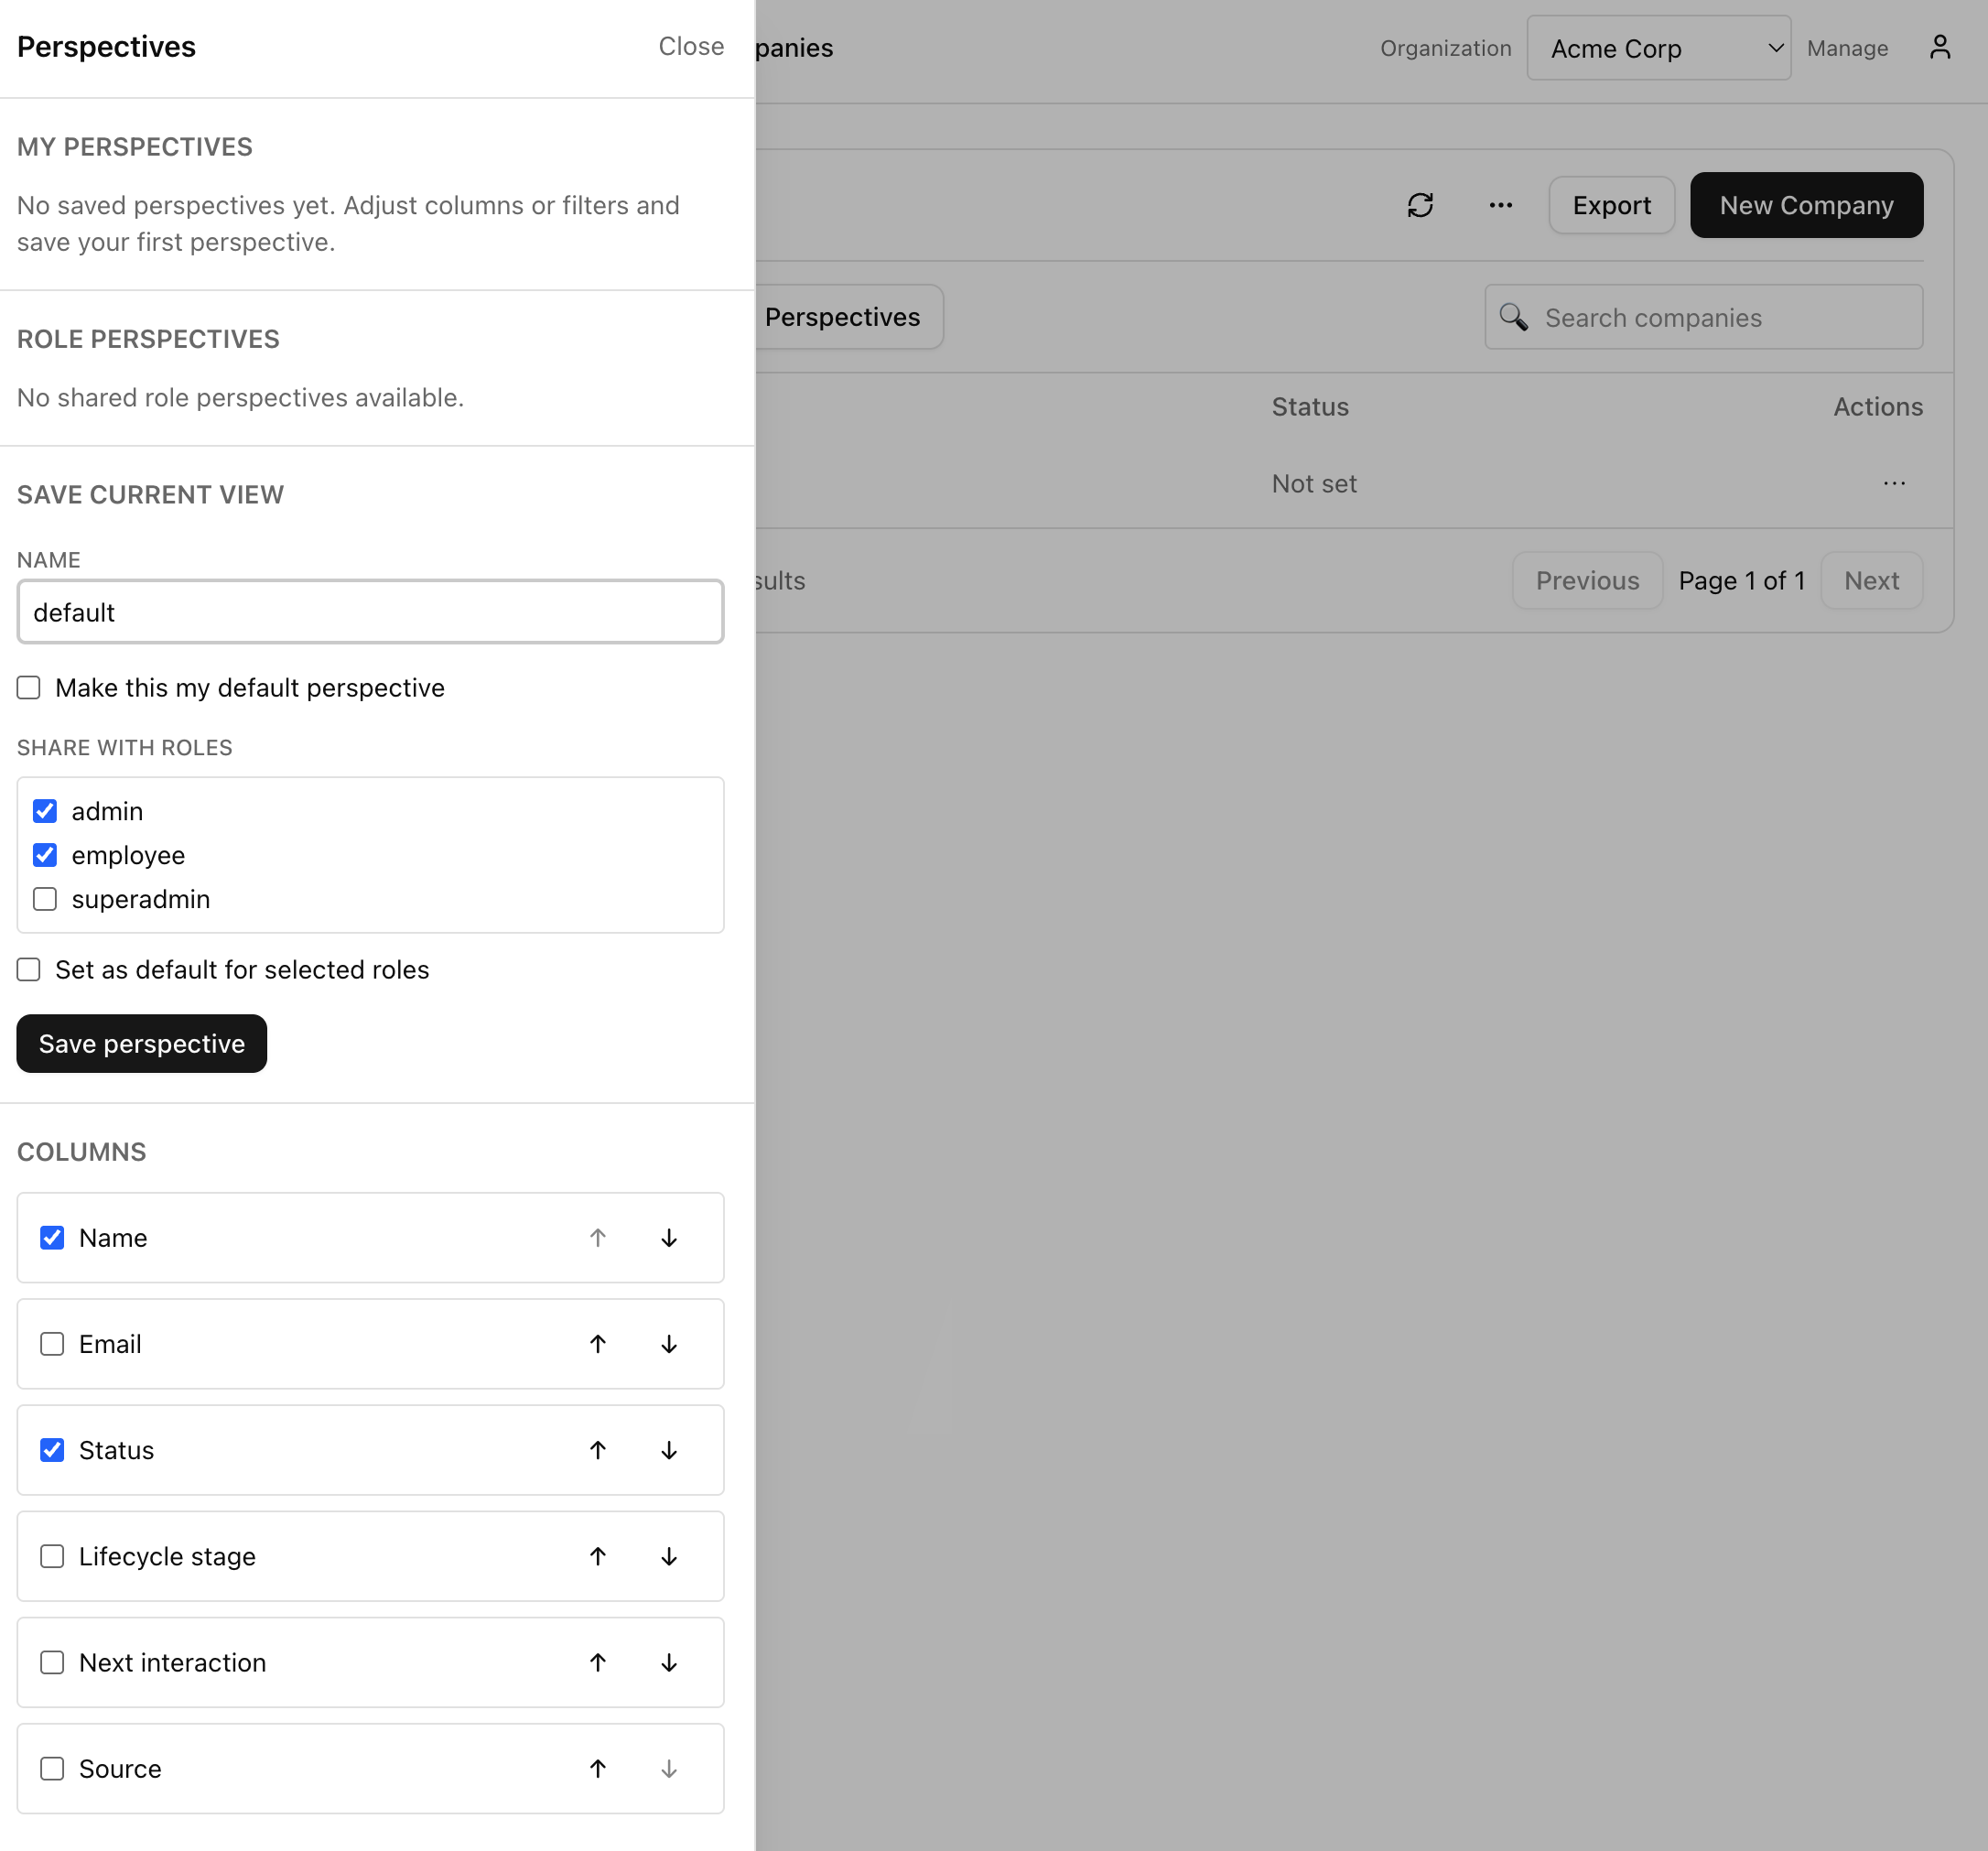 Perspectives
Close
MY PERSPECTIVES
No saved perspectives yet. Adjust columns or filters and
save your first perspective.
ROLE PERSPECTIVES
No shared role perspectives available.
SAVE CURRENT VIEW
NAME
default
Make this my default perspective
SHARE WITH ROLES
admin
employee
superadmin
Set as default for selected roles
Save perspective
COLUMNS
Name
Email
Status
Lifecycle stage
Next interaction
Source
panies
Organization
Acme Corp
Manage
Export
New Company
Perspectives
Search companies
Status
Actions
Not set
sults
Previous
Page 1 of 1
Next